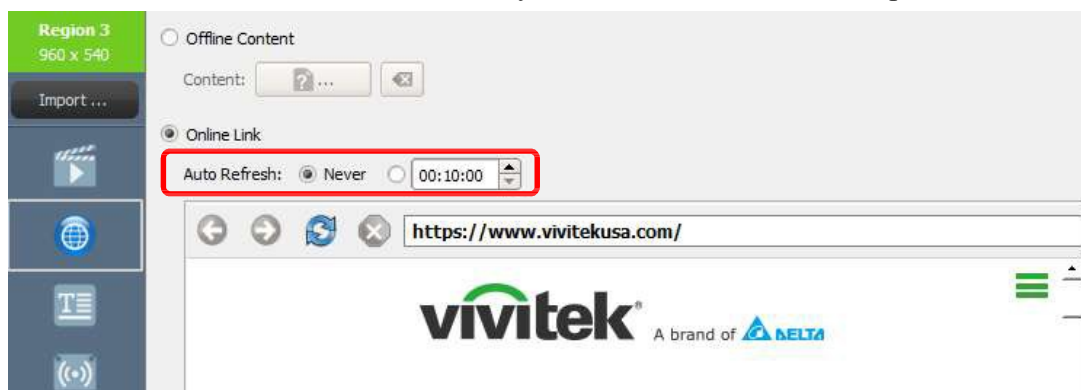 Region 3
960 x 540
Import ...
Offline Content
Content: ...
Online Link
Auto Refresh: Never 00:10:00
https://www.vivitekusa.com/
vivitek® A brand of DELTA
T